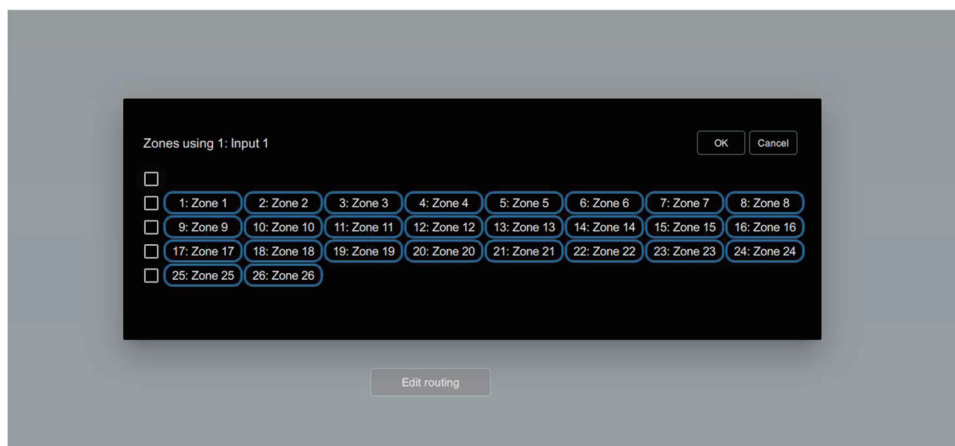 Zones using 1: Input 1
OK Cancel
1: Zone 1 2: Zone 2 3: Zone 3 4: Zone 4 5: Zone 5 6: Zone 6 7: Zone 7 8: Zone 8
9: Zone 9 10: Zone 10 11: Zone 11 12: Zone 12 13: Zone 13 14: Zone 14 15: Zone 15 16: Zone 16
17: Zone 17 18: Zone 18 19: Zone 19 20: Zone 20 21: Zone 21 22: Zone 22 23: Zone 23 24: Zone 24
25: Zone 25 26: Zone 26
Edit routing